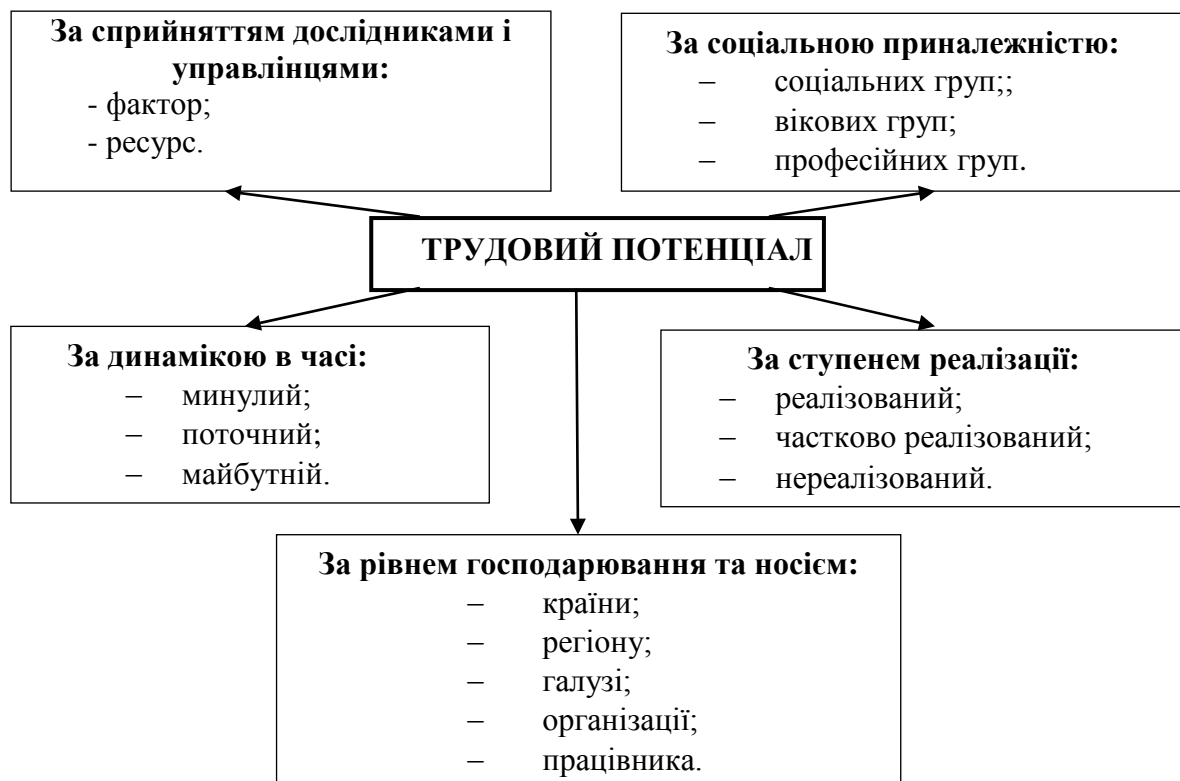 За сприйняттям дослідниками і
управлінцями:
- фактор;
- ресурс.
За соціальною приналежністю:
– соціальних груп;;
– вікових груп;
– професійних груп.
ТРУДОВИЙ ПОТЕНЦІАЛ
За динамікою в часі:
– минулий;
– поточний;
– майбутній.
За ступенем реалізації:
– реалізований;
– частково реалізований;
– нереалізований.
За рівнем господарювання та носієм:
– країни;
– регіону;
– галузі;
– організації;
– працівника.